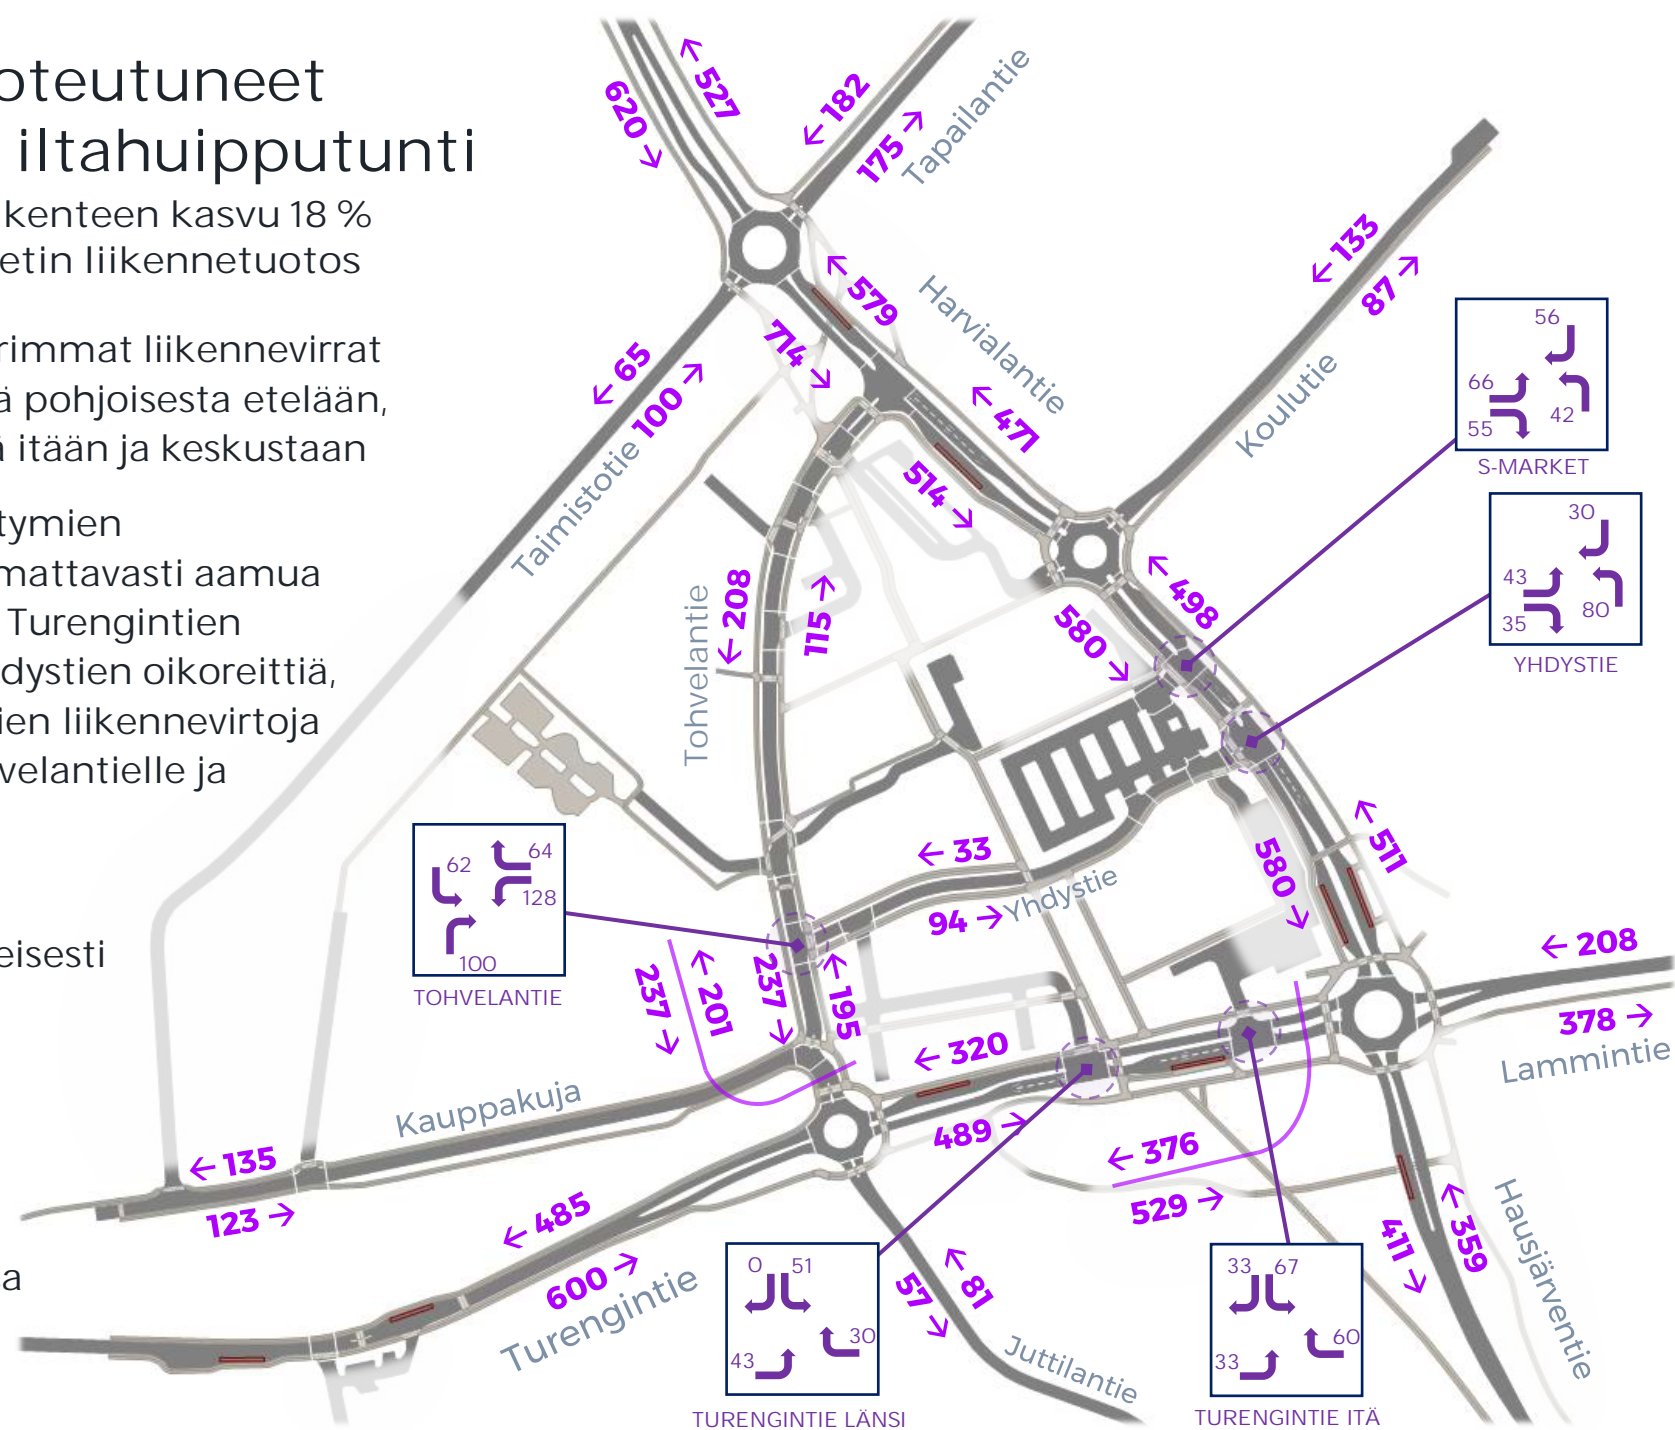 oteutuneet
iltahuipputunti
kenteen kasvu 18 %
etin liikennetuotos
rimmat liikennevirrat
ä pohjoisesta etelään,
ä itään ja keskustaan
tymien
mattavasti aamua
Turengintien
dystien oikoreittiä,
ien liikennevirtoja
velantielle ja
eisesti
sa
620 →
← 527
← 182
175 →
Tapailantie
← 65
100 →
Taimistotie
714 →
← 579
Harvialantie
← 471
514 →
← 133
87 →
Koulutie
← 498
580 →
56
66
55
42
S-MARKET
30
43
35
80
YHDYSTIE
Tohvelantie
← 208
115 →
← 33
94 →
Yhdystie
580 →
← 511
62
64
128
100
TOHVELANTIE
237 →
← 201
237 →
← 195
← 320
489 →
← 376
529 →
← 208
378 →
Lammintie
Kauppakuja
← 135
123 →
← 485
600 →
Turengintie
57 →
← 81
Juttilantie
411 →
← 359
Hausjärventie
0
51
43
30
TURENGINTIE LÄNSI
33
67
33
60
TURENGINTIE ITÄ